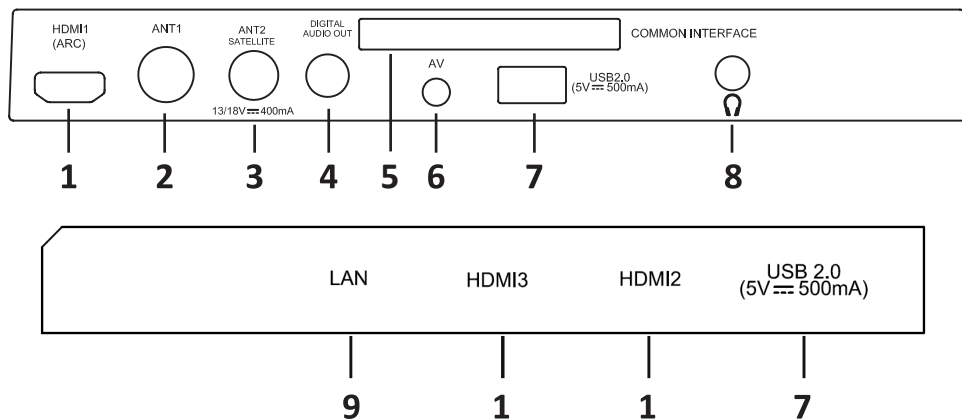 HDMI1
(ARC)
ANT1
ANT2
SATELLITE
13/18V⎓400mA
DIGITAL
AUDIO OUT
COMMON INTERFACE
AV
USB2.0
(5V⎓500mA)
1 2 3 4 5 6 7 8
LAN
HDMI3
HDMI2
USB 2.0
(5V⎓500mA)
9 1 1 7